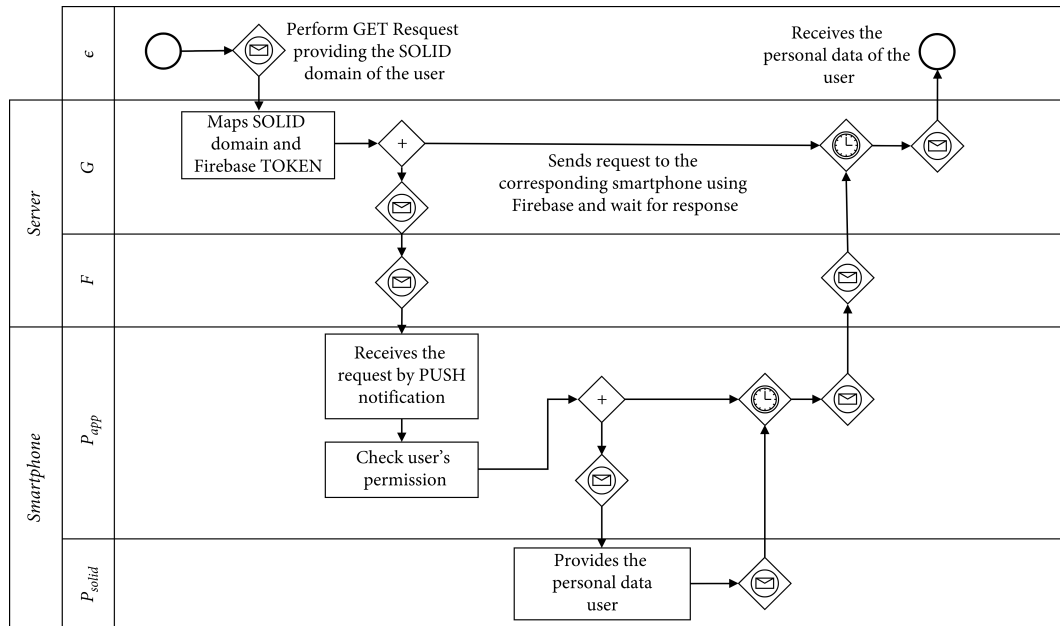 ϵ
Perform GET Resquest
providing the SOLID
domain of the user
Receives the
personal data of the
user
Server
G
Maps SOLID
domain and
Firebase TOKEN
+
Sends request to the
corresponding smartphone using
Firebase and wait for response
F
Smartphone
P_app
Receives the
request by PUSH
notification
Check user's
permission
+
P_solid
Provides the
personal data
user